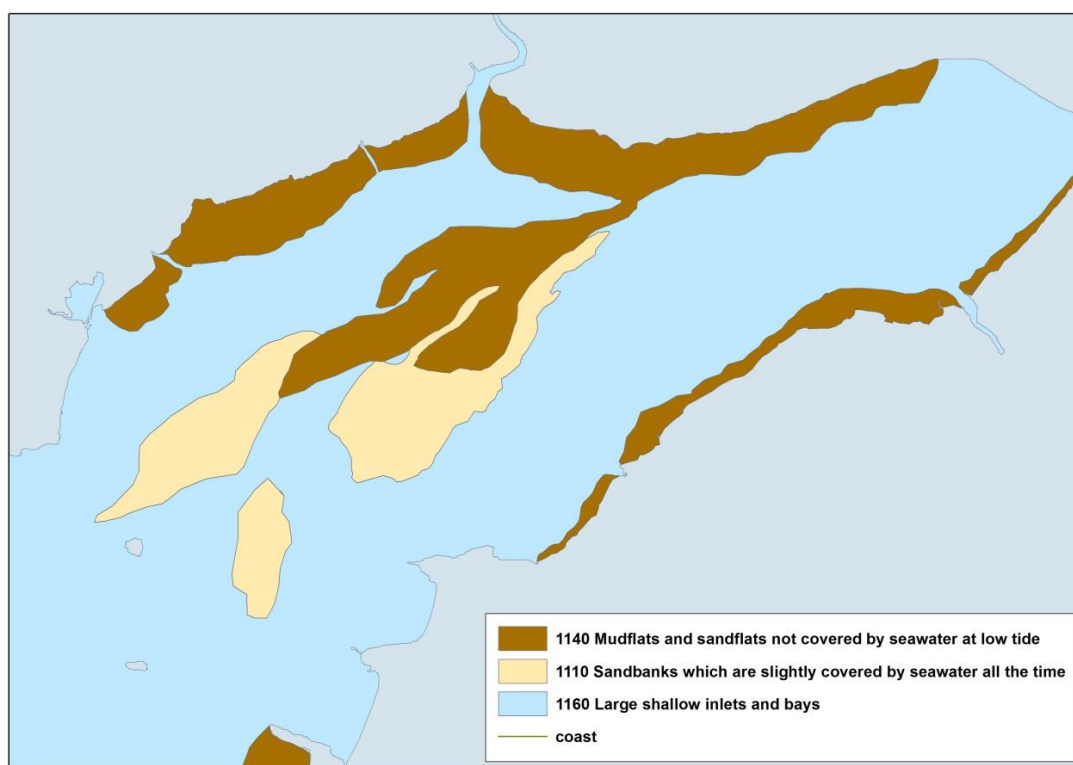 1140 Mudflats and sandflats not covered by seawater at low tide
1110 Sandbanks which are slightly covered by seawater all the time
1160 Large shallow inlets and bays
coast